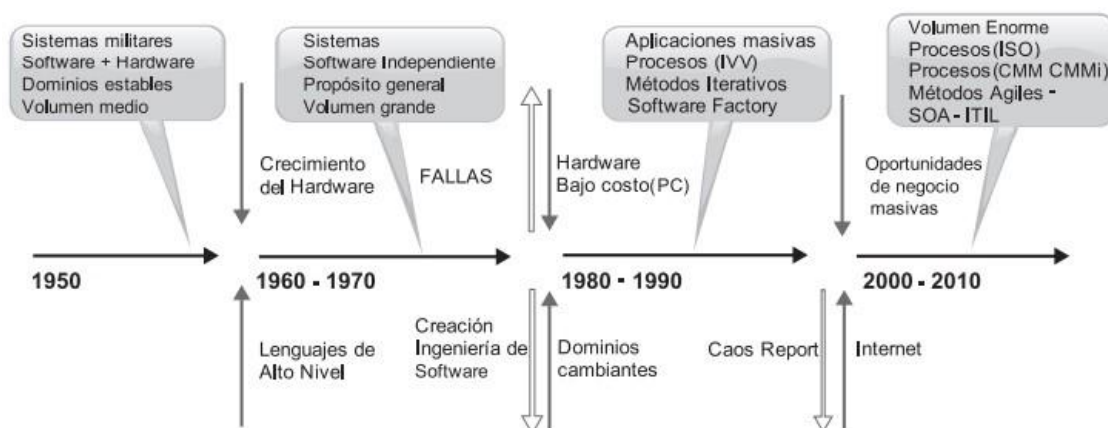 Sistemas militares
Software + Hardware
Dominios estables
Volumen medio
Sistemas
Software Independiente
Propósito general
Volumen grande
Aplicaciones masivas
Procesos (IVV)
Métodos Iterativos
Software Factory
Volumen Enorme
Procesos(ISO)
Procesos(CMM CMMi)
Métodos Agiles -
SOA - ITIL
Crecimiento
del Hardware
FALLAS
Hardware
Bajo costo(PC)
Oportunidades
de negocio
masivas
1950
1960 - 1970
1980 - 1990
2000 - 2010
Lenguajes de
Alto Nivel
Creación
Ingeniería de
Software
Dominios
cambiantes
Caos Report
Internet